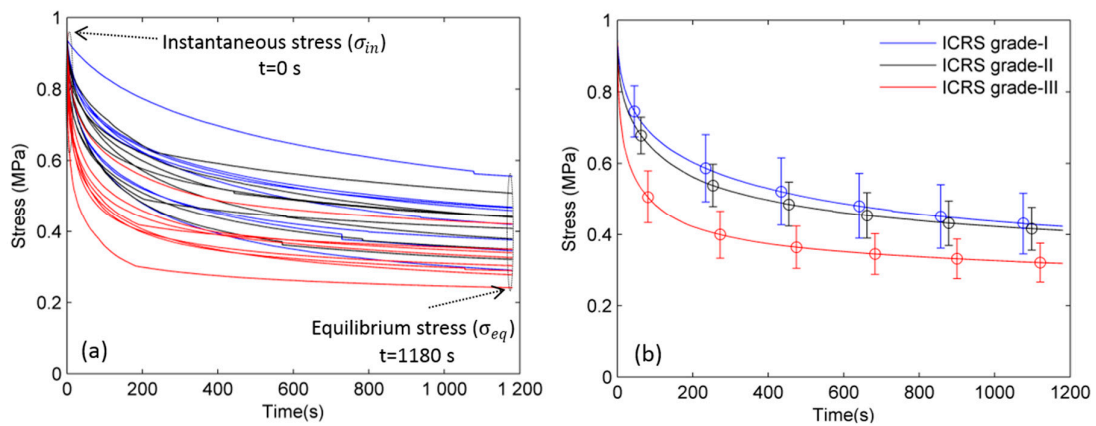 Instantaneous stress (σ_in)
t=0 s
Equilibrium stress (σ_eq)
t=1180 s
(a)
Stress (MPa)
1
0.8
0.6
0.4
0.2
0
0 200 400 600 800 1 000 1 200
Time(s)
ICRS grade-I
ICRS grade-II
ICRS grade-III
(b)
Stress (MPa)
1
0.8
0.6
0.4
0.2
0
0 200 400 600 800 1000 1200
Time(s)